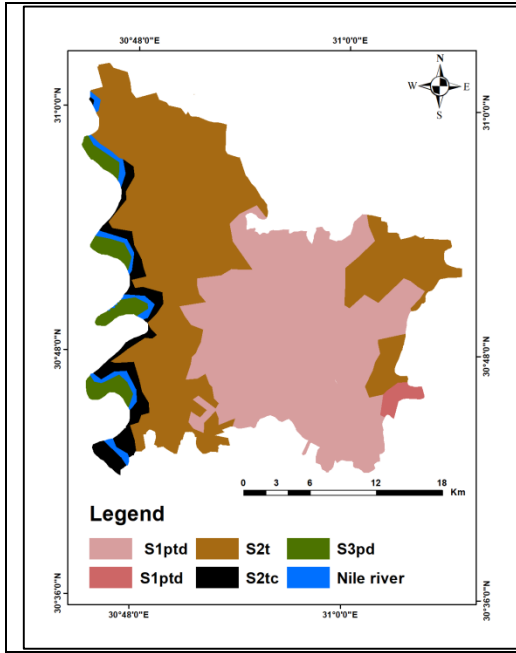 30°48'0"E 31°0'0"E
N
W E
S
31°0'0"N 31°0'0"N
30°48'0"N 30°48'0"N
0 3 6 12 18
Km
Legend
S1ptd S2t S3pd
S1ptd S2tc Nile river
30°36'0"N 30°36'0"N
30°48'0"E 31°0'0"E